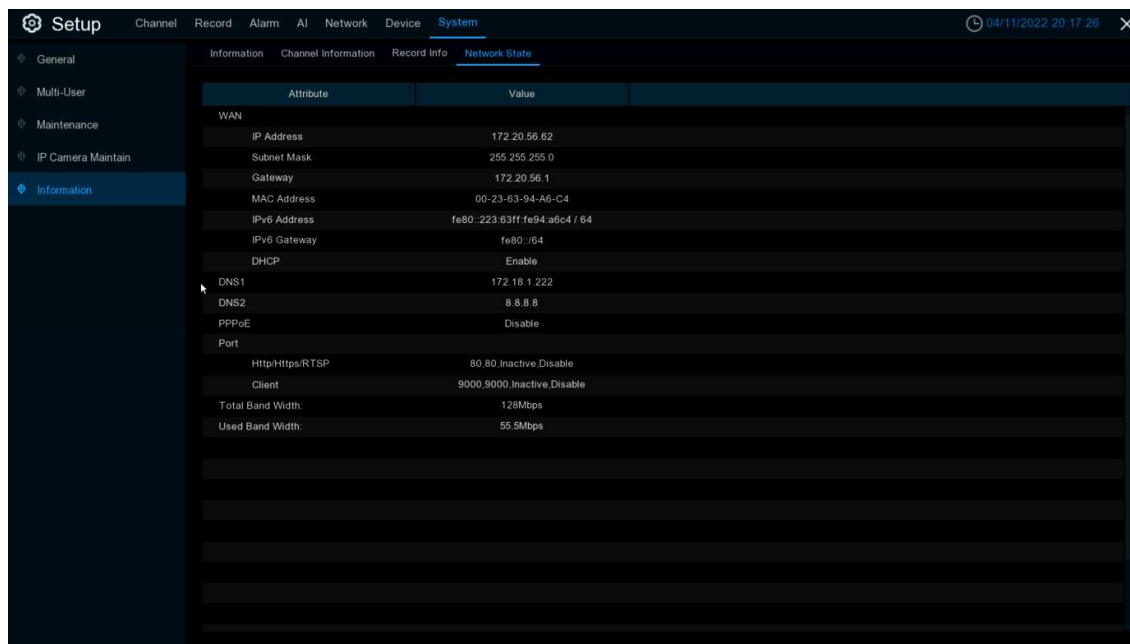 Setup Channel Record Alarm AI Network Device System 04/11/2022 20:17:26
General
Multi-User
Maintenance
IP Camera Maintain
Information
Information Channel Information Record Info Network State
Attribute Value
WAN
IP Address 172.20.56.62
Subnet Mask 255.255.255.0
Gateway 172.20.56.1
MAC Address 00-23-63-94-A6-C4
IPv6 Address fe80::223:63ff:fe94:a6c4 / 64
IPv6 Gateway fe80::/64
DHCP Enable
DNS1 172.18.1.222
DNS2 8.8.8.8
PPPoE Disable
Port
Http/Https/RTSP 80,80,Inactive,Disable
Client 9000,9000,Inactive,Disable
Total Band Width: 128Mbps
Used Band Width: 55.5Mbps